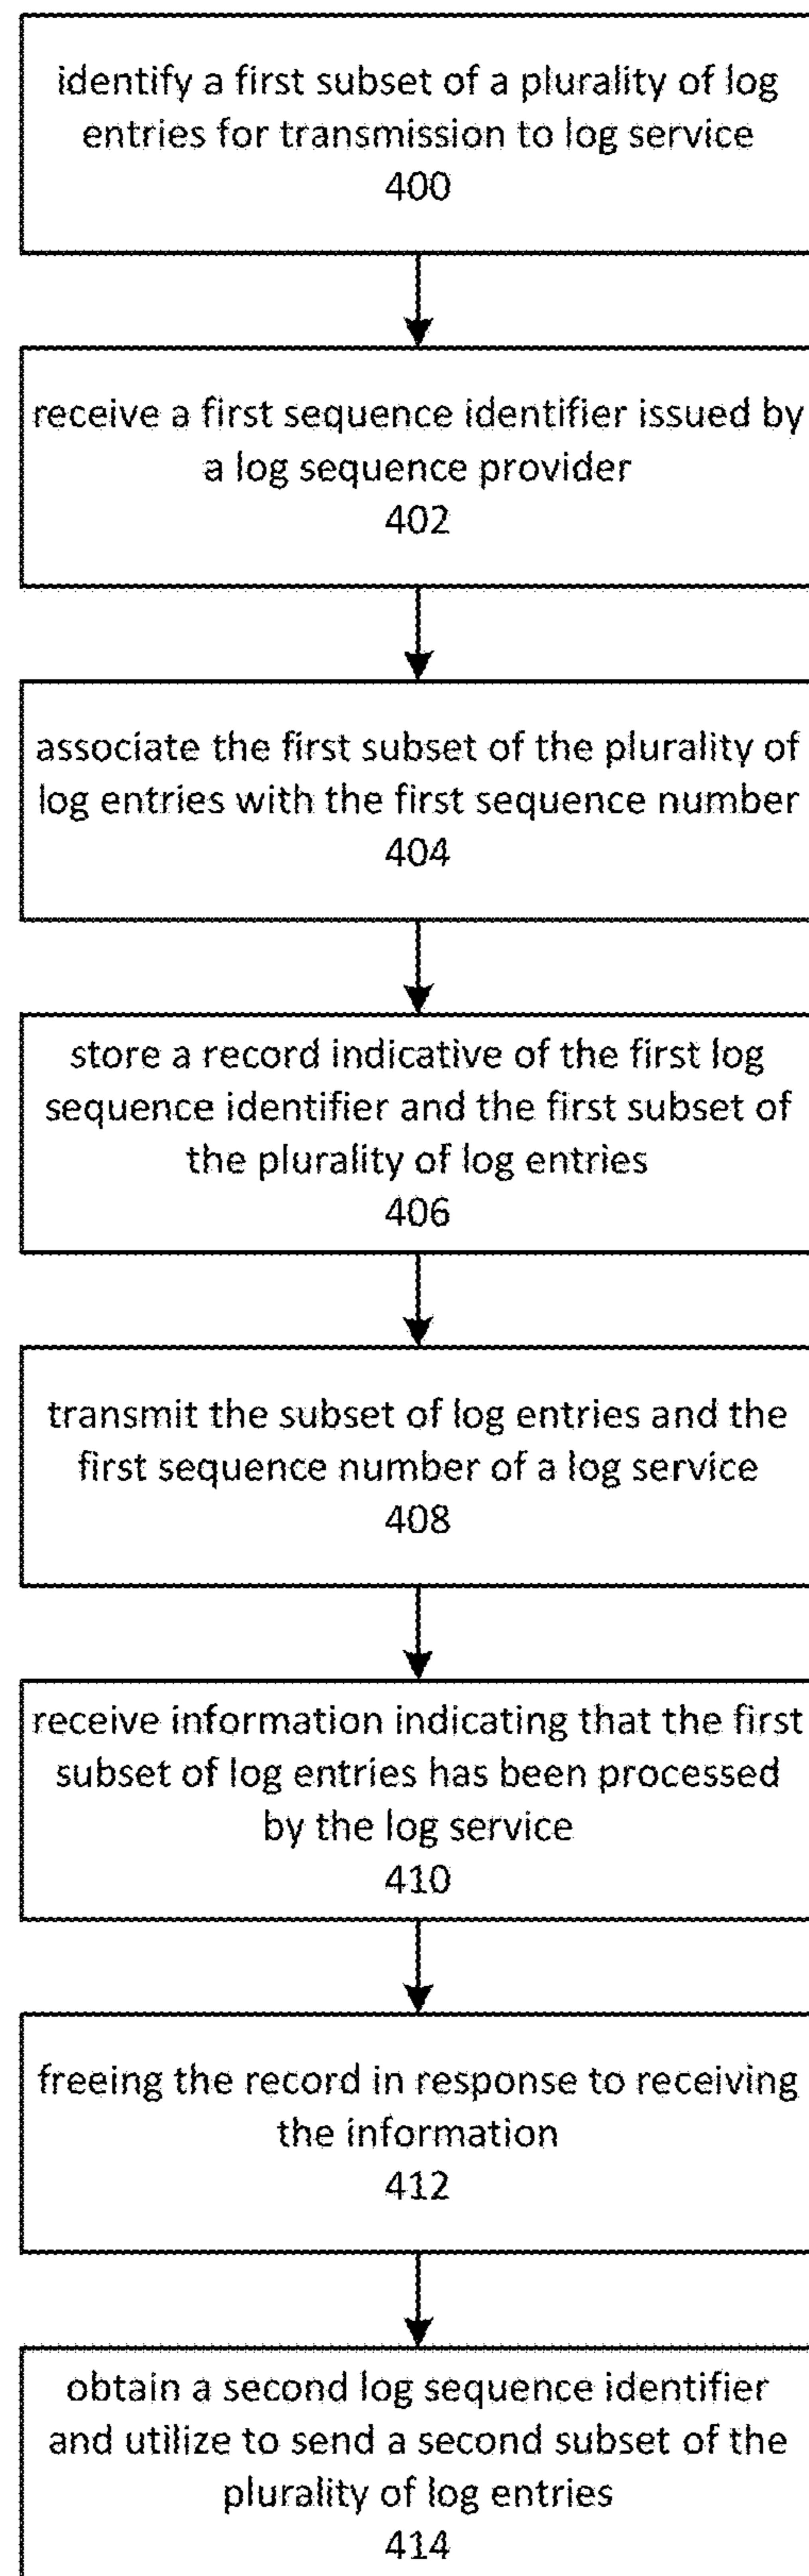 identify a first subset of a plurality of log
entries for transmission to log service
400
receive a first sequence identifier issued by
a log sequence provider
402
associate the first subset of the plurality of
log entries with the first sequence number
404
store a record indicative of the first log
sequence identifier and the first subset of
the plurality of log entries
406
transmit the subset of log entries and the
first sequence number of a log service
408
receive information indicating that the first
subset of log entries has been processed
by the log service
410
freeing the record in response to receiving
the information
412
obtain a second log sequence identifier
and utilize to send a second subset of the
plurality of log entries
414